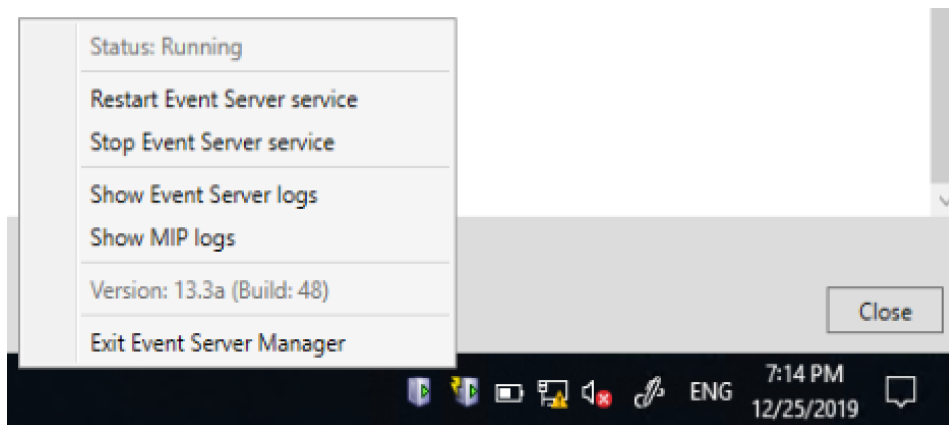 Status: Running
Restart Event Server service
Stop Event Server service
Show Event Server logs
Show MIP logs
Version: 13.3a (Build: 48)
Exit Event Server Manager
Close
ENG
7:14 PM
12/25/2019